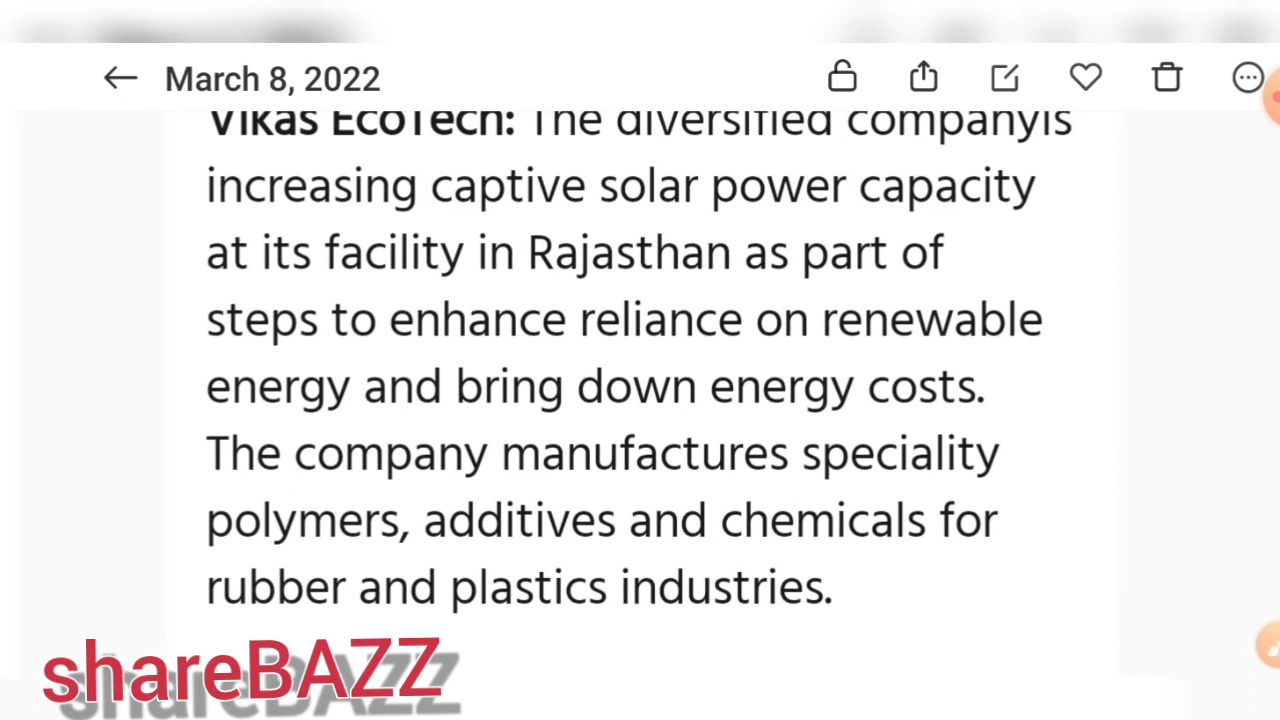 March 8, 2022
Vikas EcoTech: The diversified companyis
increasing captive solar power capacity
at its facility in Rajasthan as part of
steps to enhance reliance on renewable
energy and bring down energy costs.
The company manufactures speciality
polymers, additives and chemicals for
rubber and plastics industries.
shareBAZZ